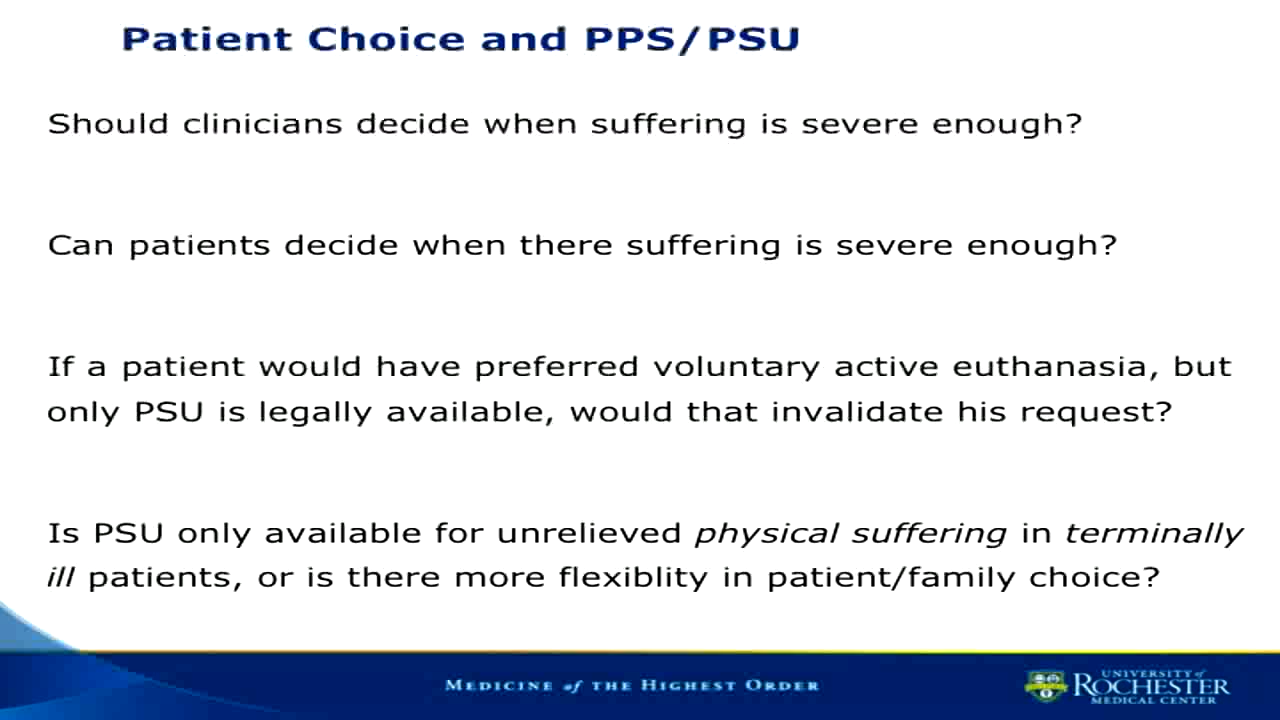 Patient Choice and PPS/PSU
Should clinicians decide when suffering is severe enough?
Can patients decide when there suffering is severe enough?
If a patient would have preferred voluntary active euthanasia, but
only PSU is legally available, would that invalidate his request?
Is PSU only available for unrelieved physical suffering in terminally
ill patients, or is there more flexiblity in patient/family choice?
MEDICINE of THE HIGHEST ORDER
UNIVERSITY of
ROCHESTER
MEDICAL CENTER